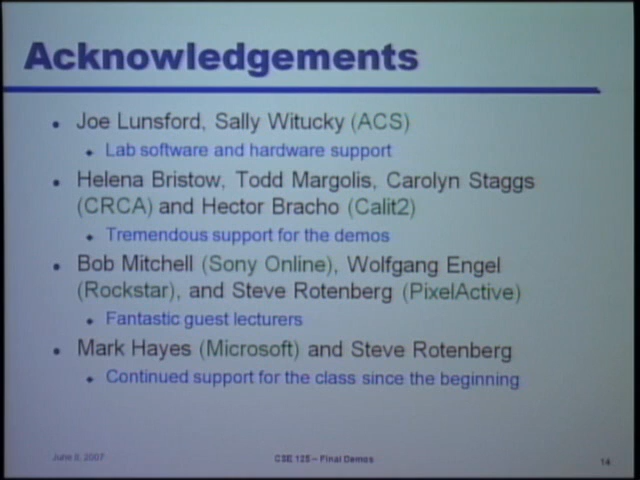 Acknowledgements
• Joe Lunsford, Sally Witucky (ACS)
• Lab software and hardware support
• Helena Bristow, Todd Margolis, Carolyn Staggs
(CRCA) and Hector Bracho (Calit2)
• Tremendous support for the demos
• Bob Mitchell (Sony Online), Wolfgang Engel
(Rockstar), and Steve Rotenberg (PixelActive)
• Fantastic guest lecturers
• Mark Hayes (Microsoft) and Steve Rotenberg
• Continued support for the class since the beginning
June 8, 2007
CSE 125 – Final Demos
14